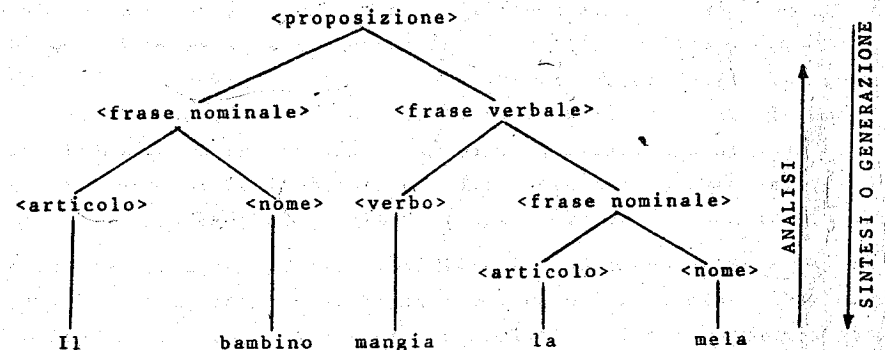 <proposizione>
<frase nominale> <frase verbale>
<articolo> <nome> <verbo> <frase nominale>
<articolo> <nome>
Il bambino mangia la mela
ANALISI
SINTESI O GENERAZIONE